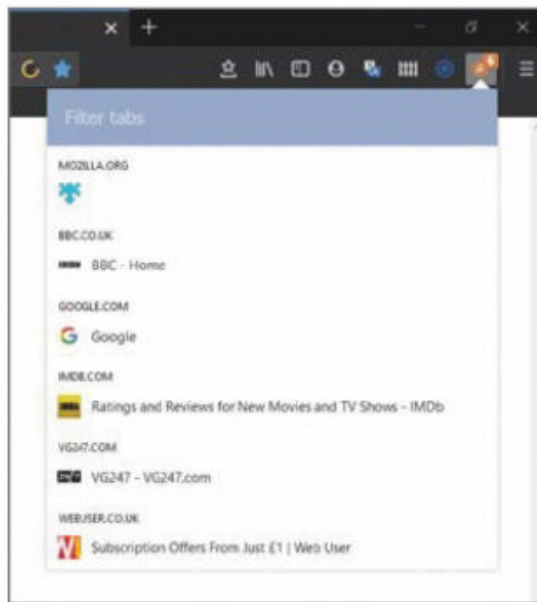 Filter tabs
MOZILLA.ORG
BBC.CO.UK
BBC - Home
GOOGLE.COM
Google
IMDB.COM
Ratings and Reviews for New Movies and TV Shows - IMDb
VG247.COM
VG247 - VG247.com
WEBUSER.CO.UK
Subscription Offers From Just £1 | Web User